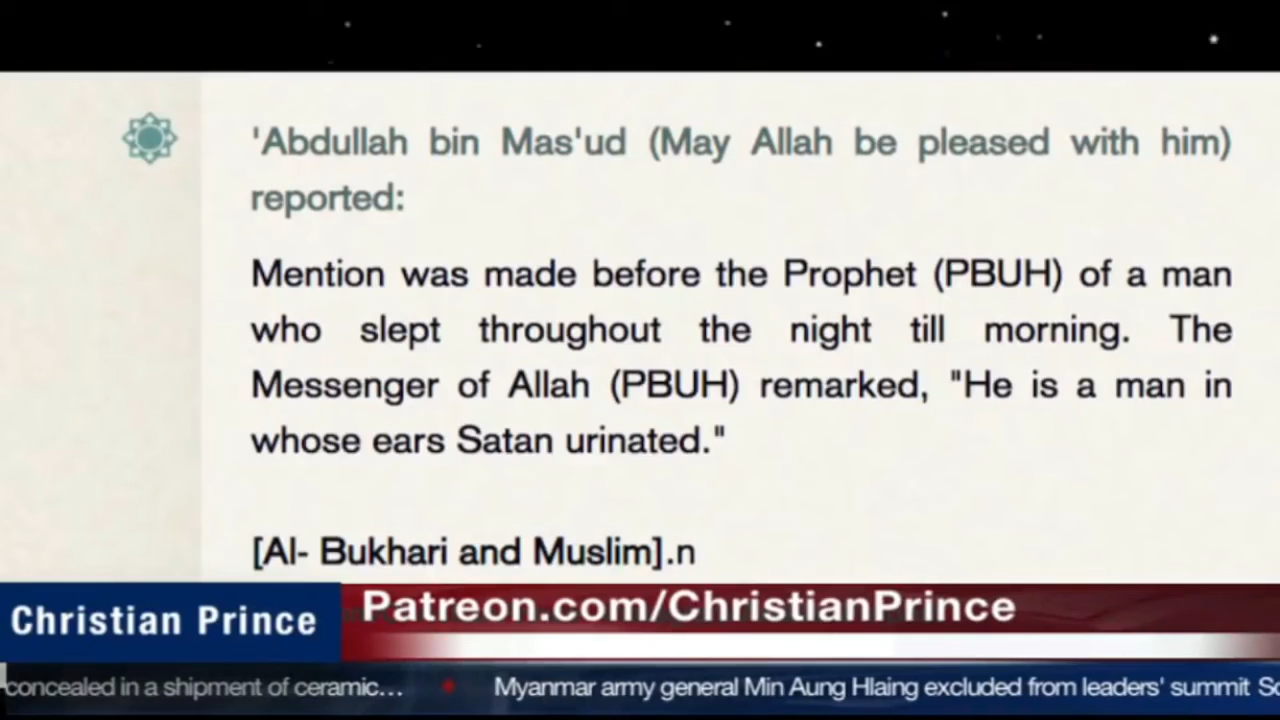 'Abdullah bin Mas'ud (May Allah be pleased with him)
reported:
Mention was made before the Prophet (PBUH) of a man
who slept throughout the night till morning. The
Messenger of Allah (PBUH) remarked, "He is a man in
whose ears Satan urinated."
[Al- Bukhari and Muslim].n
Christian Prince
Patreon.com/ChristianPrince
concealed in a shipment of ceramic... • Myanmar army general Min Aung Hlaing excluded from leaders' summit